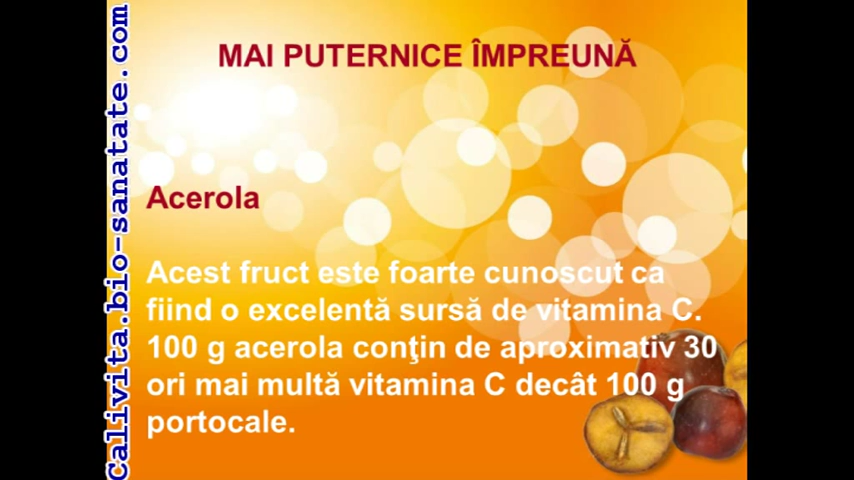 MAI PUTERNICE ÎMPREUNĂ
Acerola
Acest fruct este foarte cunoscut ca
fiind o excelentă sursă de vitamina C.
100 g acerola conţin de aproximativ 30
ori mai multă vitamina C decât 100 g
portocale.
Calivita.bio-sanatate.com